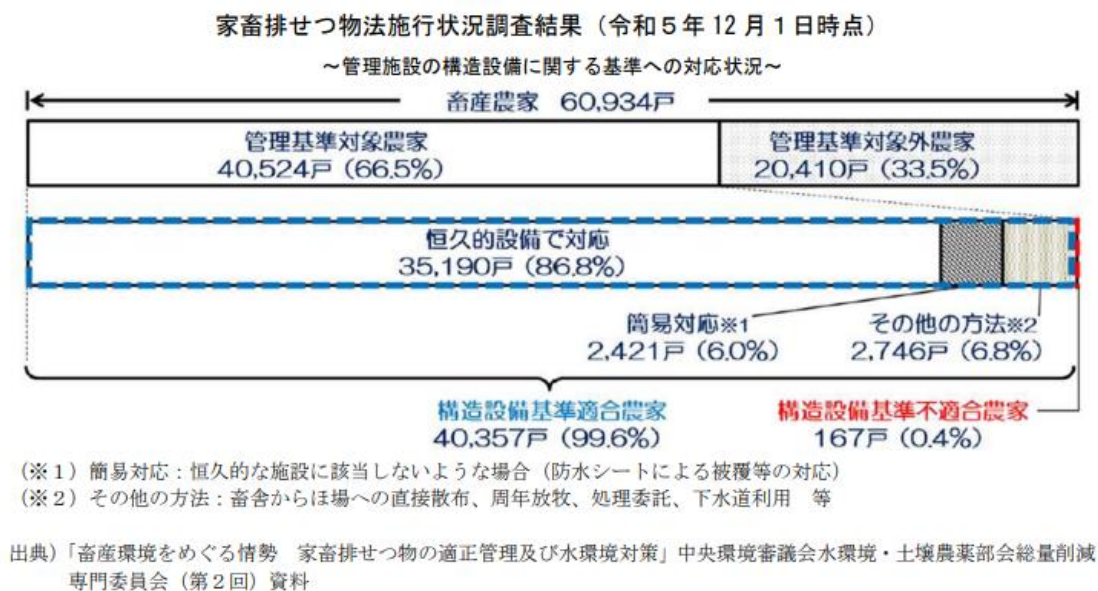 家畜排せつ物法施行状況調査結果（令和５年 12 月１日時点）
～管理施設の構造設備に関する基準への対応状況～
畜産農家 60,934戸
管理基準対象農家
40,524戸 (66.5%)
管理基準対象外農家
20,410戸 (33.5%)
恒久的設備で対応
35,190戸 (86.8%)
簡易対応※1
2,421戸 (6.0%)
その他の方法※2
2,746戸 (6.8%)
構造設備基準適合農家
40,357戸 (99.6%)
構造設備基準不適合農家
167戸 (0.4%)
（※１）簡易対応：恒久的な施設に該当しないような場合（防水シートによる被覆等の対応）
（※２）その他の方法：畜舎からほ場への直接散布、周年放牧、処理委託、下水道利用　等
出典）「畜産環境をめぐる情勢　家畜排せつ物の適正管理及び水環境対策」中央環境審議会水環境・土壌農薬部会総量削減
専門委員会（第２回）資料